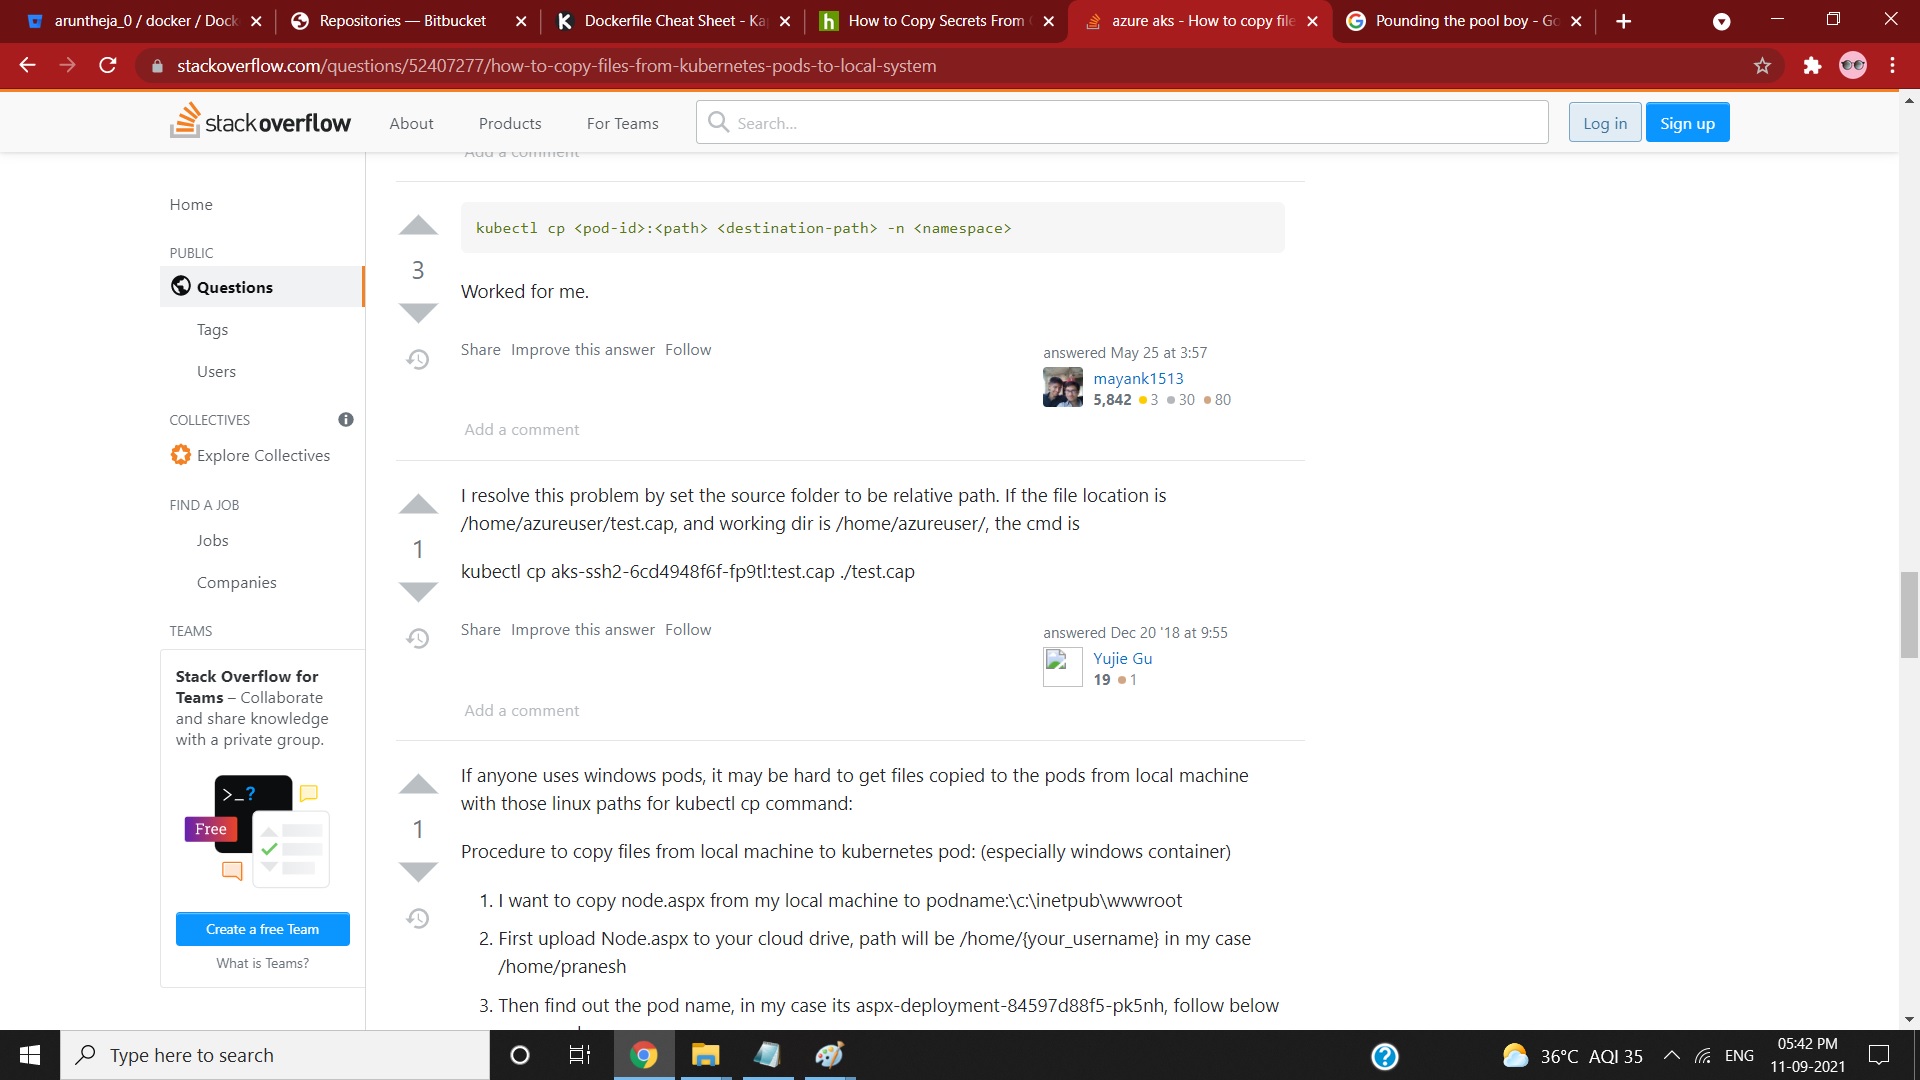 aruntheja_0 / docker / Dock
Repositories — Bitbucket
Dockerfile Cheat Sheet - Ka
How to Copy Secrets From
azure aks - How to copy file
Pounding the pool boy - Go
stackoverflow.com/questions/52407277/how-to-copy-files-from-kubernetes-pods-to-local-system
stackoverflow
About
Products
For Teams
Search...
Log in
Sign up
Add a comment
Home
PUBLIC
Questions
Tags
Users
COLLECTIVES
Explore Collectives
FIND A JOB
Jobs
Companies
TEAMS
Stack Overflow for
Teams – Collaborate
and share knowledge
with a private group.
>_?
Free
Create a free Team
What is Teams?
kubectl cp <pod-id>:<path> <destination-path> -n <namespace>
3
Worked for me.
Share Improve this answer Follow
answered May 25 at 3:57
mayank1513
5,842 3 30 80
Add a comment
I resolve this problem by set the source folder to be relative path. If the file location is
/home/azureuser/test.cap, and working dir is /home/azureuser/, the cmd is
1
kubectl cp aks-ssh2-6cd4948f6f-fp9tl:test.cap ./test.cap
Share Improve this answer Follow
answered Dec 20 '18 at 9:55
Yujie Gu
19 1
Add a comment
If anyone uses windows pods, it may be hard to get files copied to the pods from local machine
with those linux paths for kubectl cp command:
1
Procedure to copy files from local machine to kubernetes pod: (especially windows container)
1. I want to copy node.aspx from my local machine to podname:\c:\inetpub\wwwroot
2. First upload Node.aspx to your cloud drive, path will be /home/{your_username} in my case
/home/pranesh
3. Then find out the pod name, in my case its aspx-deployment-84597d88f5-pk5nh, follow below
Type here to search
36°C AQI 35
ENG
05:42 PM
11-09-2021